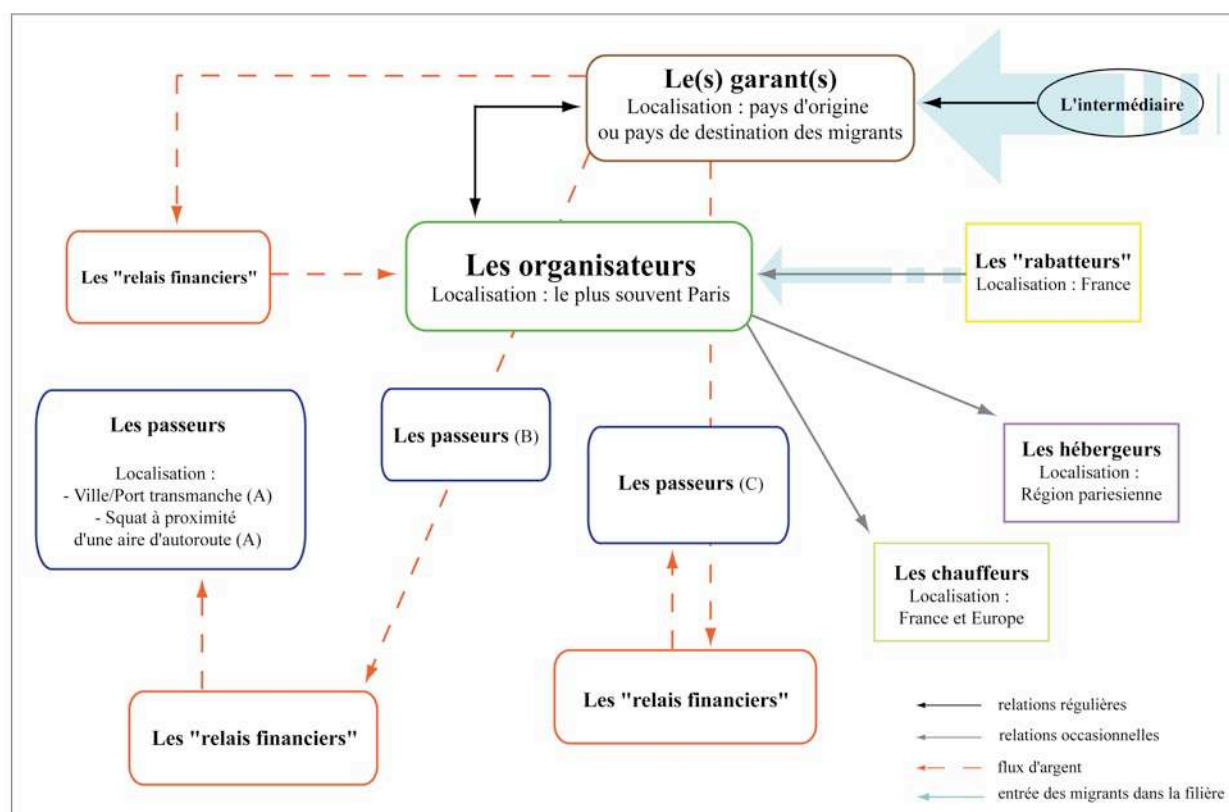 Le(s) garant(s)
Localisation : pays d'origine
ou pays de destination des migrants
L'intermédiaire
Les "relais financiers"
Les organisateurs
Localisation : le plus souvent Paris
Les "rabatteurs"
Localisation : France
Les passeurs
Localisation :
- Ville/Port transmanche (A)
- Squat à proximité
d'une aire d'autoroute (A)
Les passeurs (B)
Les passeurs (C)
Les hébergeurs
Localisation :
Région pariesienne
Les chauffeurs
Localisation :
France et Europe
Les "relais financiers"
Les "relais financiers"
relations régulières
relations occasionnelles
flux d'argent
entrée des migrants dans la filière